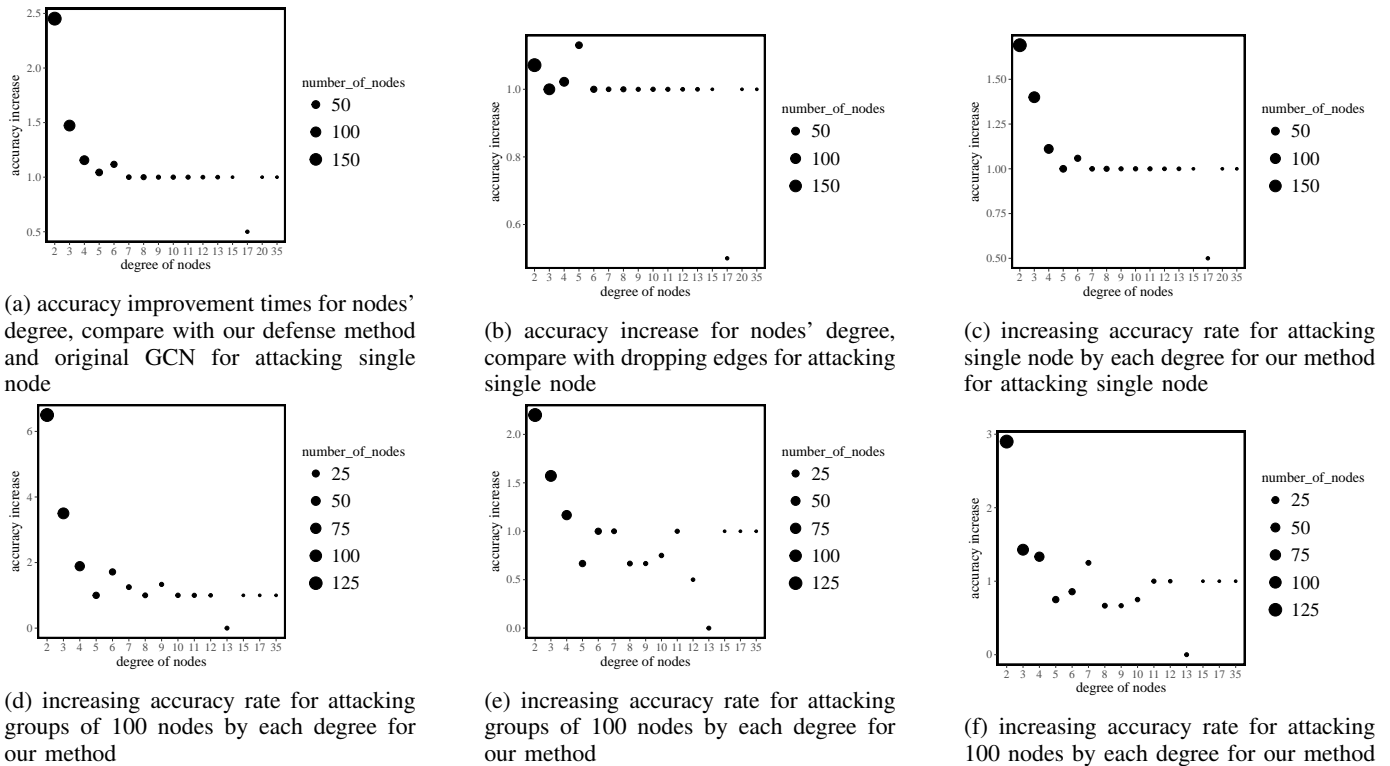 accuracy increase
2.5
2.0
1.5
1.0
0.5
2 3 4 5 6 7 8 9 10 11 12 13 15 17 20 35
degree of nodes
number_of_nodes
50
100
150
(a) accuracy improvement times for nodes'
degree, compare with our defense method
and original GCN for attacking single
node
accuracy increase
1.0
0.8
0.6
2 3 4 5 6 7 8 9 10 11 12 13 15 17 20 35
degree of nodes
number_of_nodes
50
100
150
(b) accuracy increase for nodes' degree,
compare with dropping edges for attacking
single node
accuracy increase
1.50
1.25
1.00
0.75
0.50
2 3 4 5 6 7 8 9 10 11 12 13 15 17 20 35
degree of nodes
number_of_nodes
50
100
150
(c) increasing accuracy rate for attacking
single node by each degree for our method
for attacking single node
accuracy increase
6
4
2
0
2 3 4 5 6 7 8 9 10 11 12 13 15 17 35
degree of nodes
number_of_nodes
25
50
75
100
125
(d) increasing accuracy rate for attacking
groups of 100 nodes by each degree for
our method
accuracy increase
2.0
1.5
1.0
0.5
0.0
2 3 4 5 6 7 8 9 10 11 12 13 15 17 35
degree of nodes
number_of_nodes
25
50
75
100
125
(e) increasing accuracy rate for attacking
groups of 100 nodes by each degree for
our method
accuracy increase
3
2
1
0
2 3 4 5 6 7 8 9 10 11 12 13 15 17 35
degree of nodes
number_of_nodes
25
50
75
100
125
(f) increasing accuracy rate for attacking
100 nodes by each degree for our method